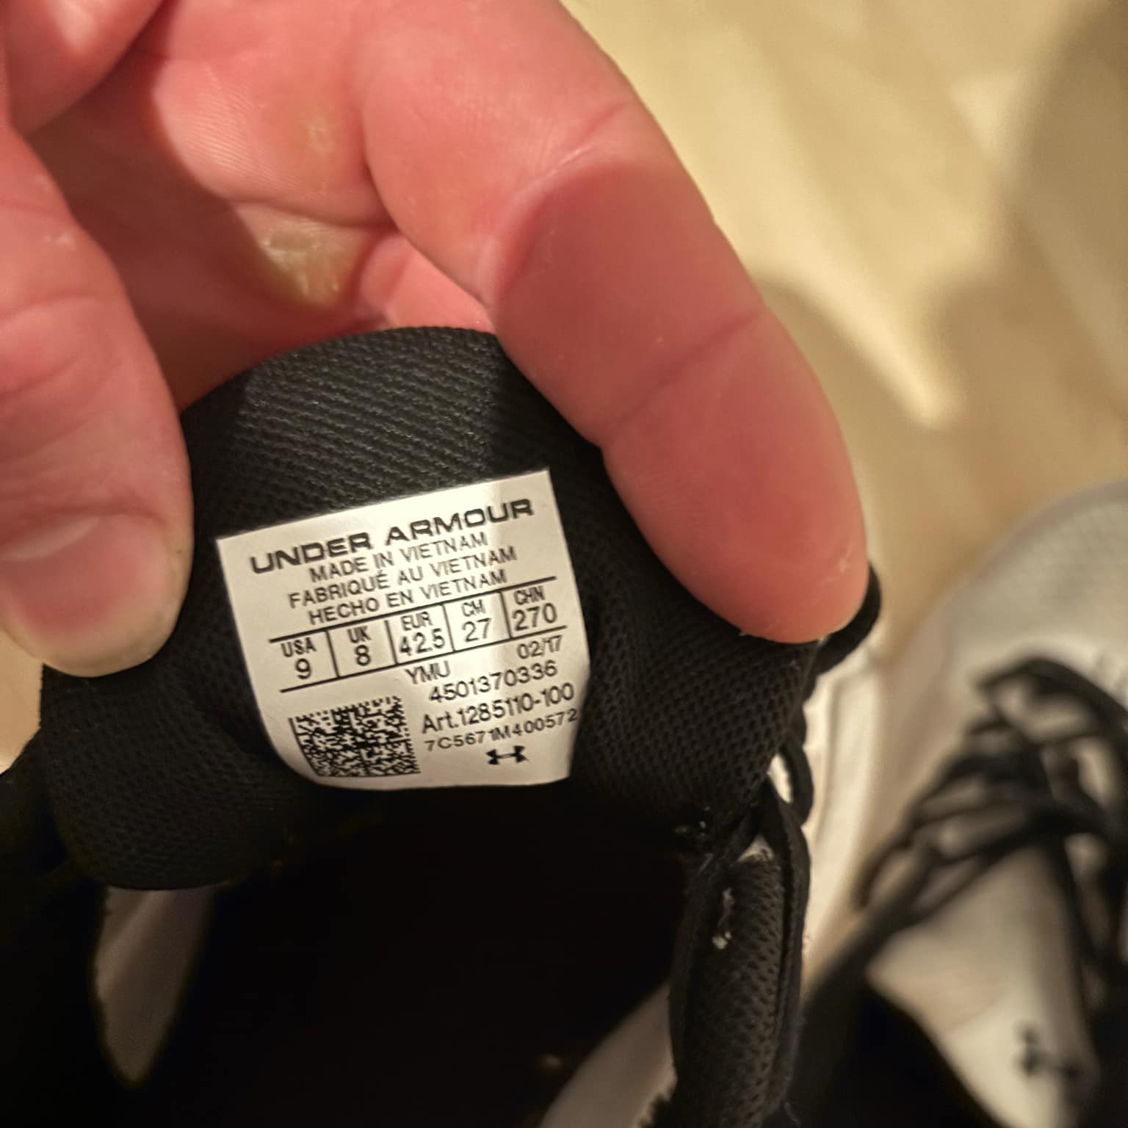 UNDER ARMOUR
MADE IN VIETNAM
FABRIQUÉ AU VIETNAM
HECHO EN VIETNAM
USA UK EUR CM CHN
9 8 42.5 27 270
YMU 02/17
4501370336
Art.1285110-100
7C5671M400572